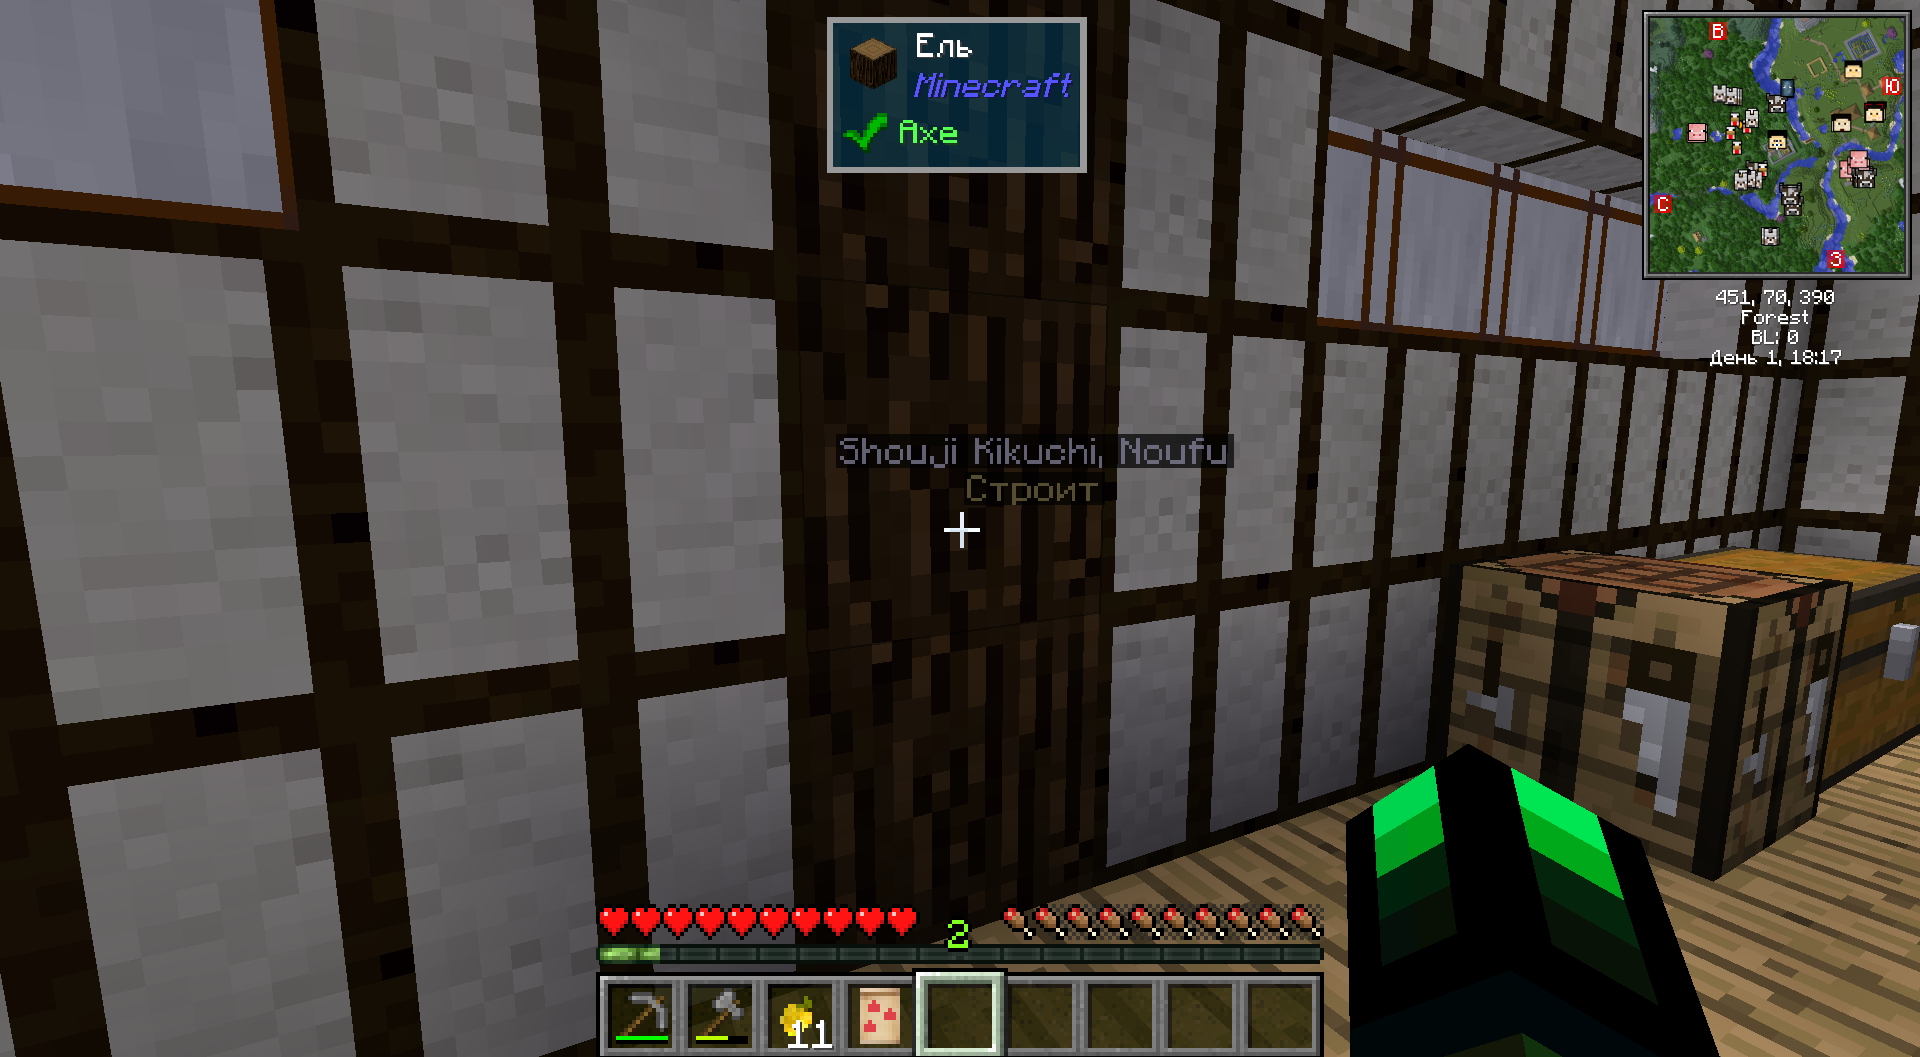 Ель
Minecraft
Axe
В
Ю
С
З
451, 70, 390
Forest
BL: 0
День 1, 18:17
Shouji Kikuchi, Noufu
Строит
2
11